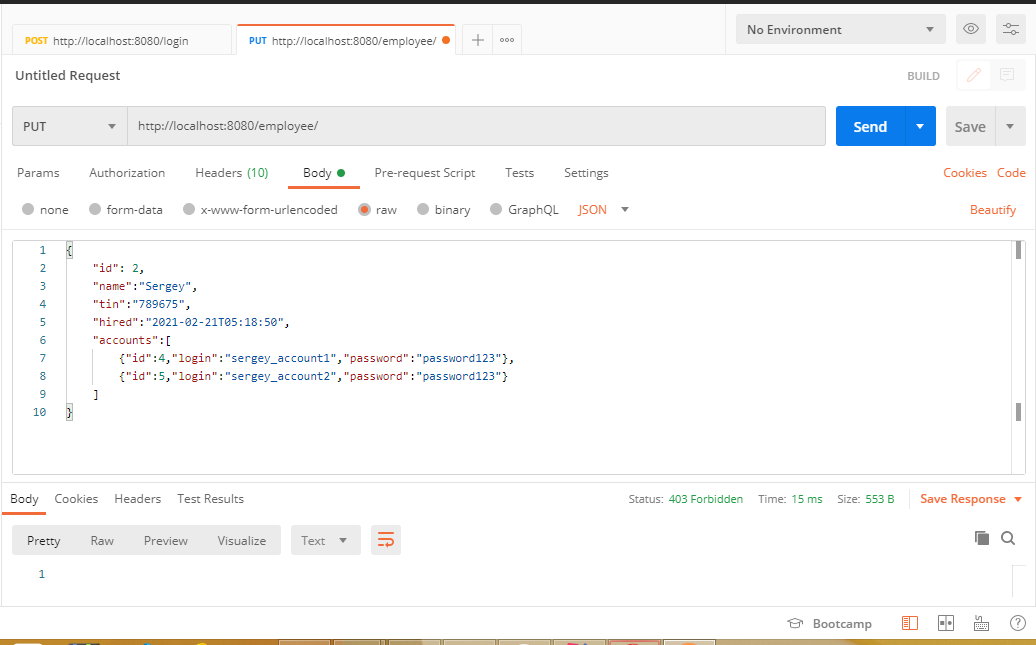 POST http://localhost:8080/login PUT http://localhost:8080/employee/ No Environment
Untitled Request BUILD
PUT http://localhost:8080/employee/ Send Save
Params Authorization Headers (10) Body Pre-request Script Tests Settings Cookies Code
none form-data x-www-form-urlencoded raw binary GraphQL JSON Beautify
1 {
2 "id": 2,
3 "name":"Sergey",
4 "tin":"789675",
5 "hired":"2021-02-21T05:18:50",
6 "accounts":[
7 {"id":4,"login":"sergey_account1","password":"password123"},
8 {"id":5,"login":"sergey_account2","password":"password123"}
9 ]
10 }
Body Cookies Headers Test Results Status: 403 Forbidden Time: 15 ms Size: 553 B Save Response
Pretty Raw Preview Visualize Text
1
Bootcamp